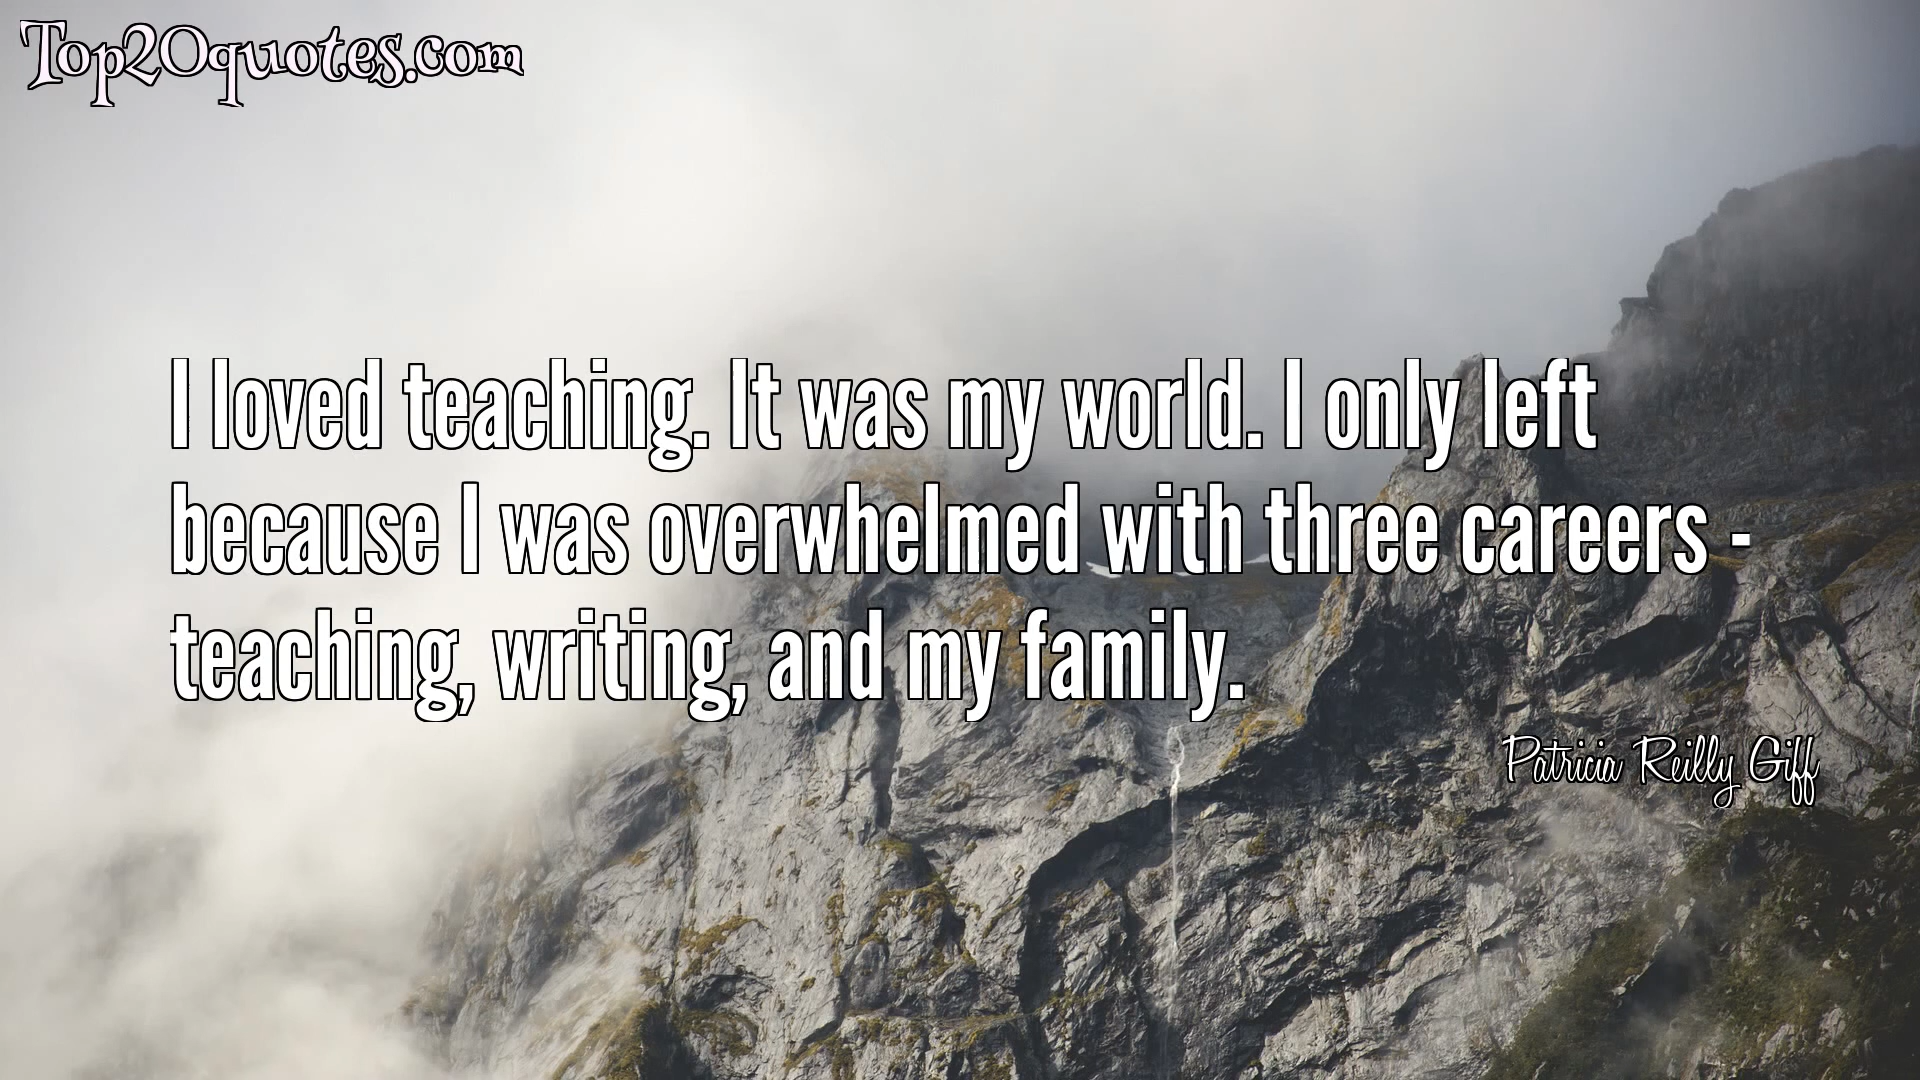 Top20quotes.com
I loved teaching. It was my world. I only left
because I was overwhelmed with three careers -
teaching, writing, and my family.
Patricia Reilly Giff